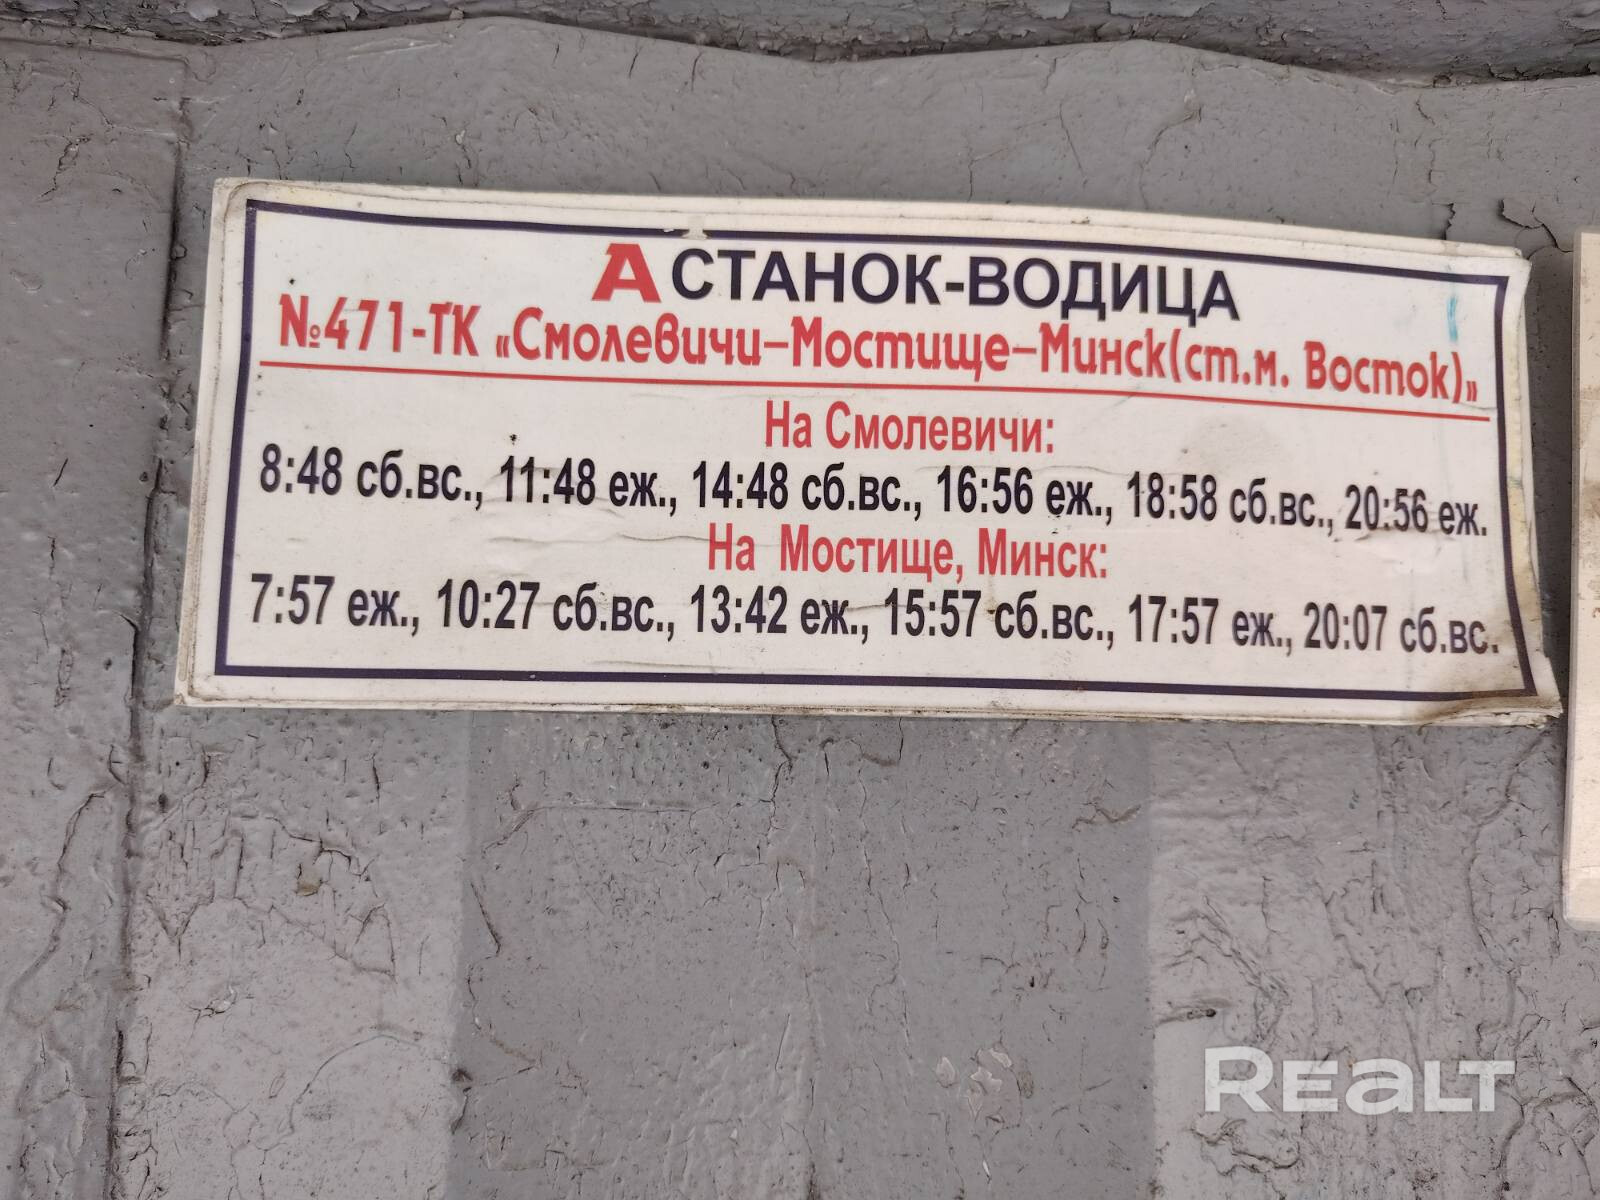 А СТАНОК-ВОДИЦА
№471-ТК «Смолевичи–Мостище–Минск(ст.м. Восток)»
На Смолевичи:
8:48 сб.вс., 11:48 еж., 14:48 сб.вс., 16:56 еж., 18:58 сб.вс., 20:56 еж.
На Мостище, Минск:
7:57 еж., 10:27 сб.вс., 13:42 еж., 15:57 сб.вс., 17:57 еж., 20:07 сб.вс.
REALT